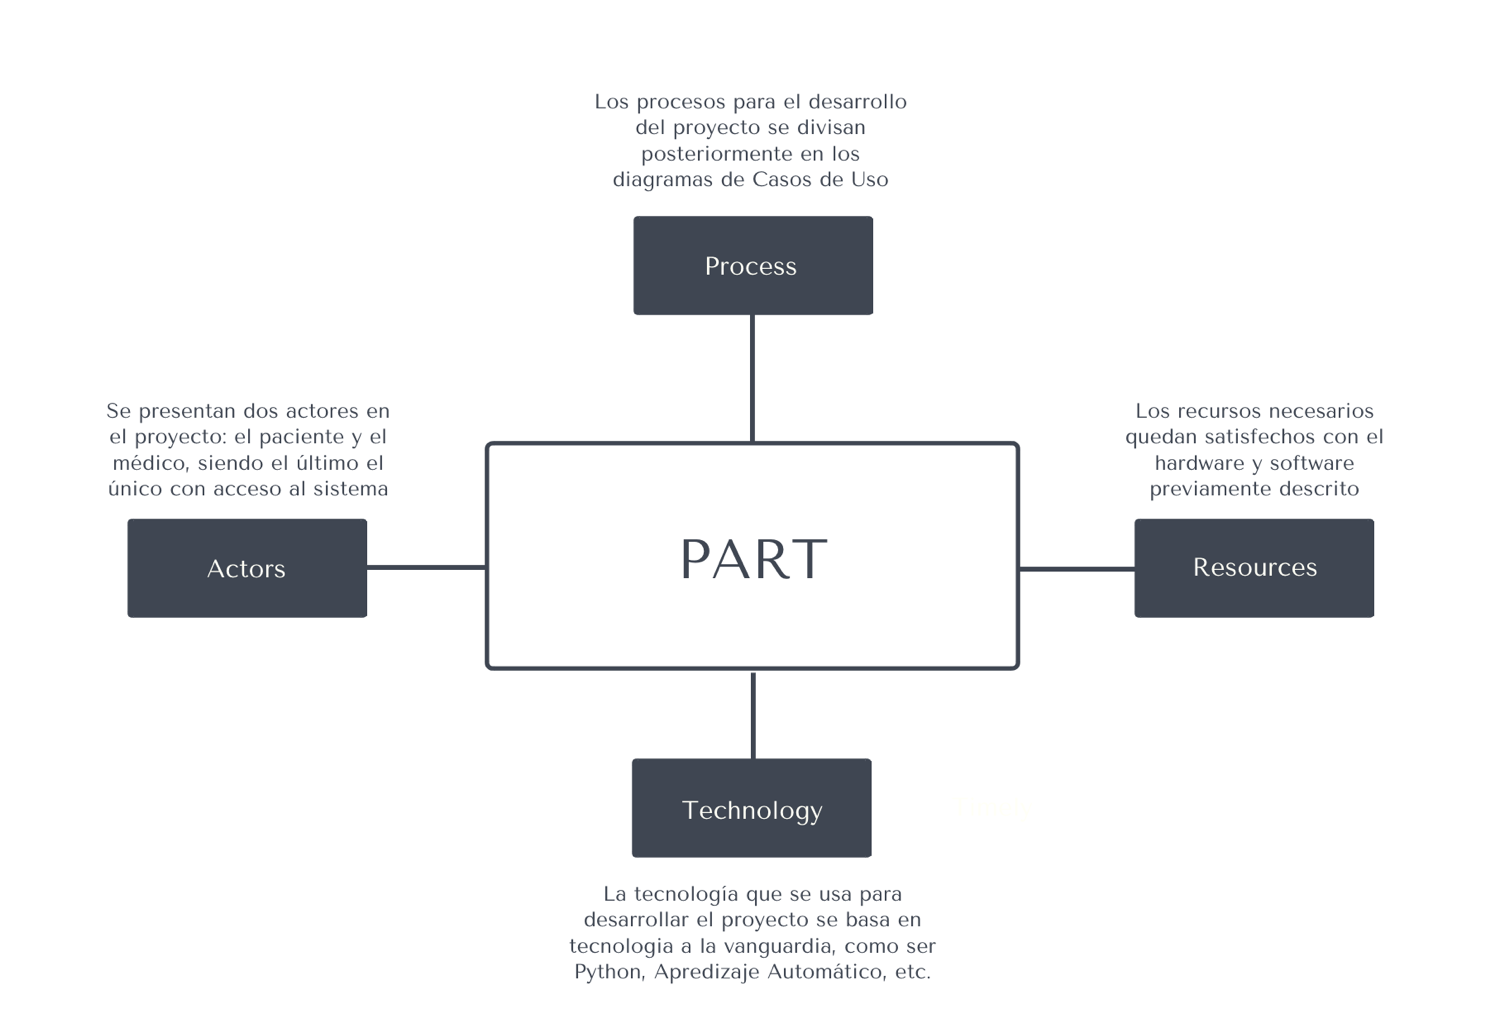 Los procesos para el desarrollo
del proyecto se divisan
posteriormente en los
diagramas de Casos de Uso
Process
Se presentan dos actores en
el proyecto: el paciente y el
médico, siendo el último el
único con acceso al sistema
Actors
PART
Los recursos necesarios
quedan satisfechos con el
hardware y software
previamente descrito
Resources
Technology
La tecnología que se usa para
desarrollar el proyecto se basa en
tecnologia a la vanguardia, como ser
Python, Apredizaje Automático, etc.